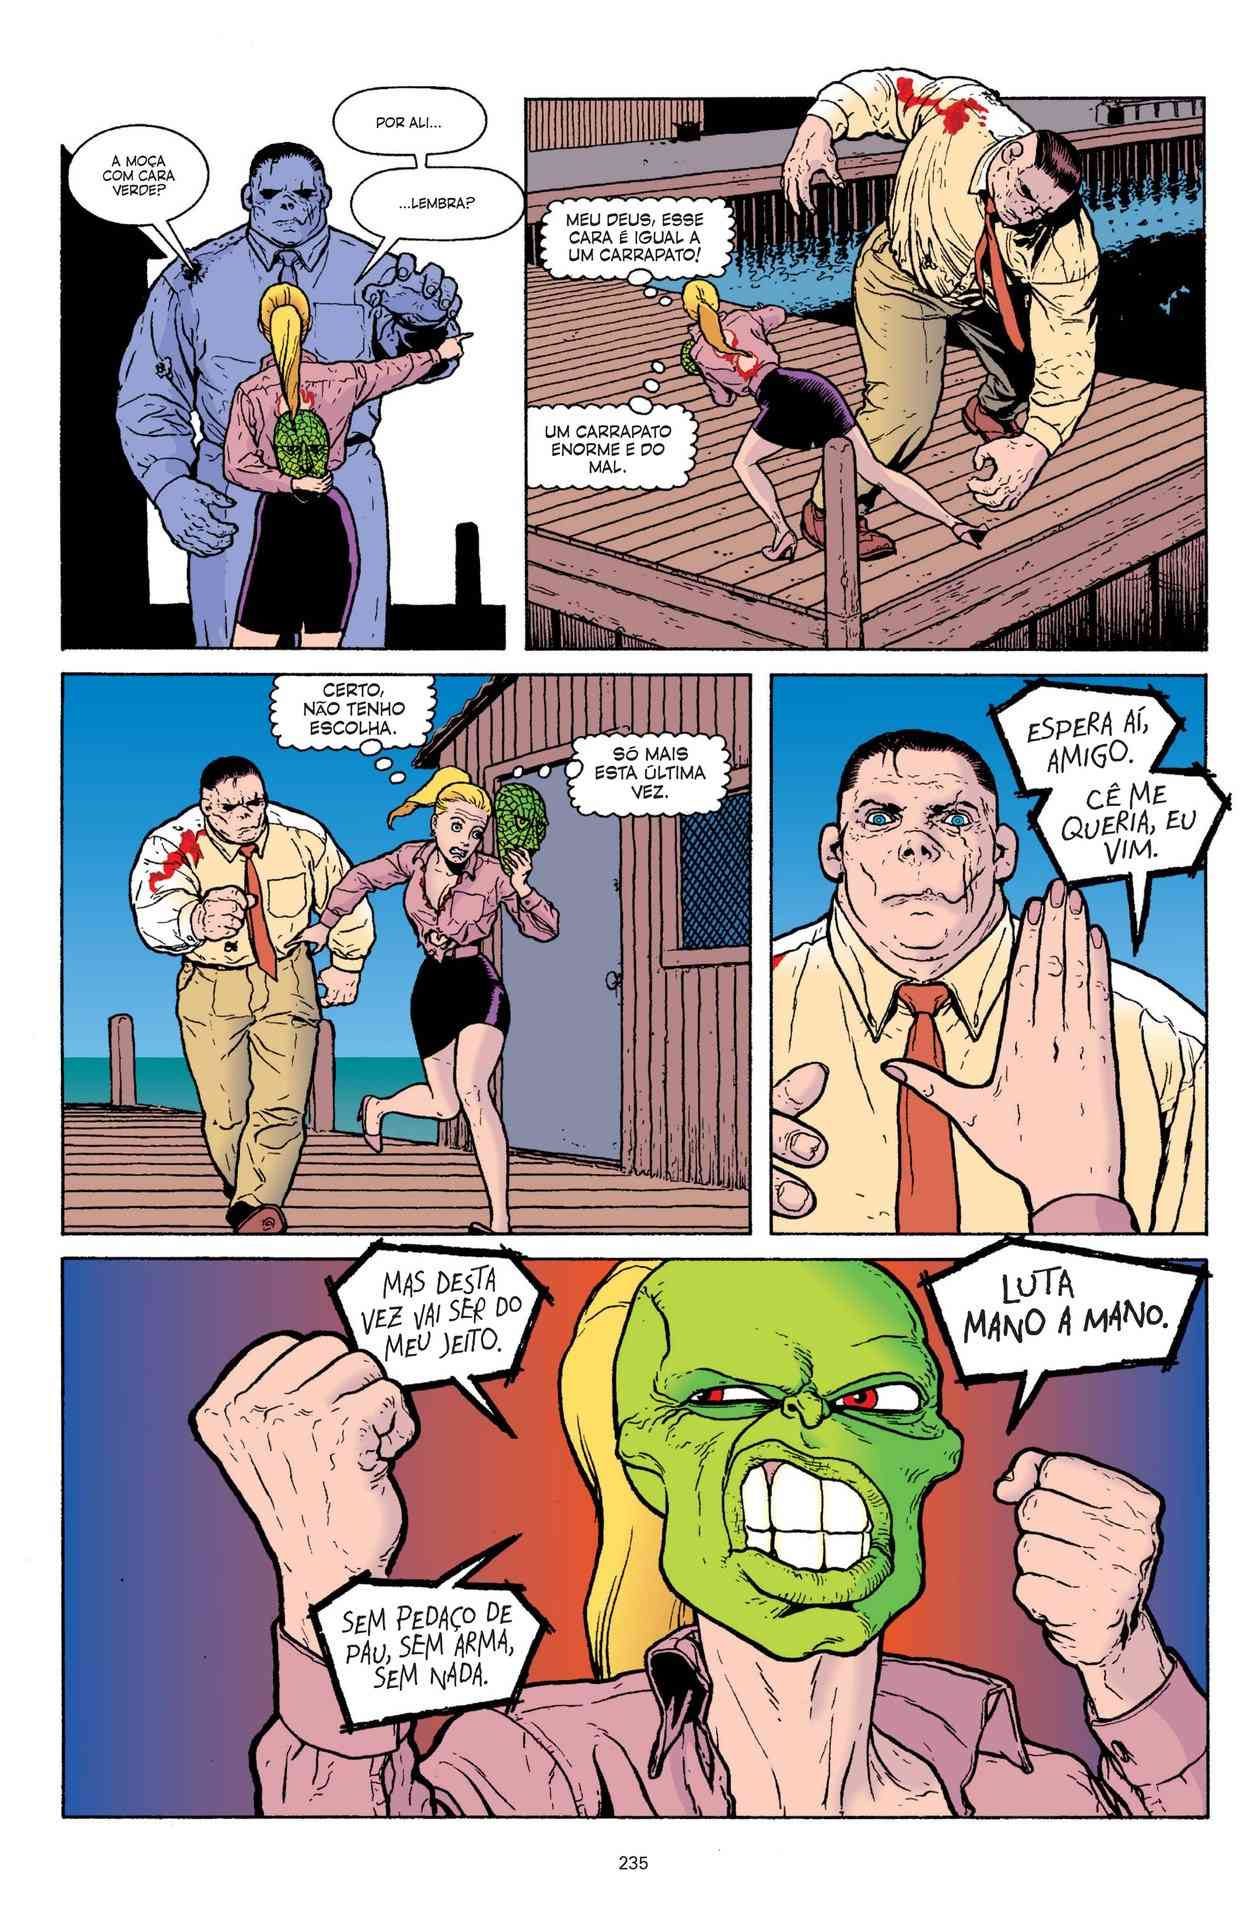 A MOÇA
COM CARA
VERDE?
POR ALI...
...LEMBRA?
MEU DEUS, ESSE
CARA É IGUAL A
UM CARRAPATO!
UM CARRAPATO
ENORME E DO
MAL.
CERTO,
NÃO TENHO
ESCOLHA.
SÓ MAIS
ESTA ÚLTIMA
VEZ.
ESPERA AÍ,
AMIGO.
CÊ ME
QUERIA, EU
VIM.
MAS DESTA
VEZ VAI SER DO
MEU JEITO.
SEM PEDAÇO DE
PAU, SEM ARMA,
SEM NADA.
LUTA
MANO A MANO.
235